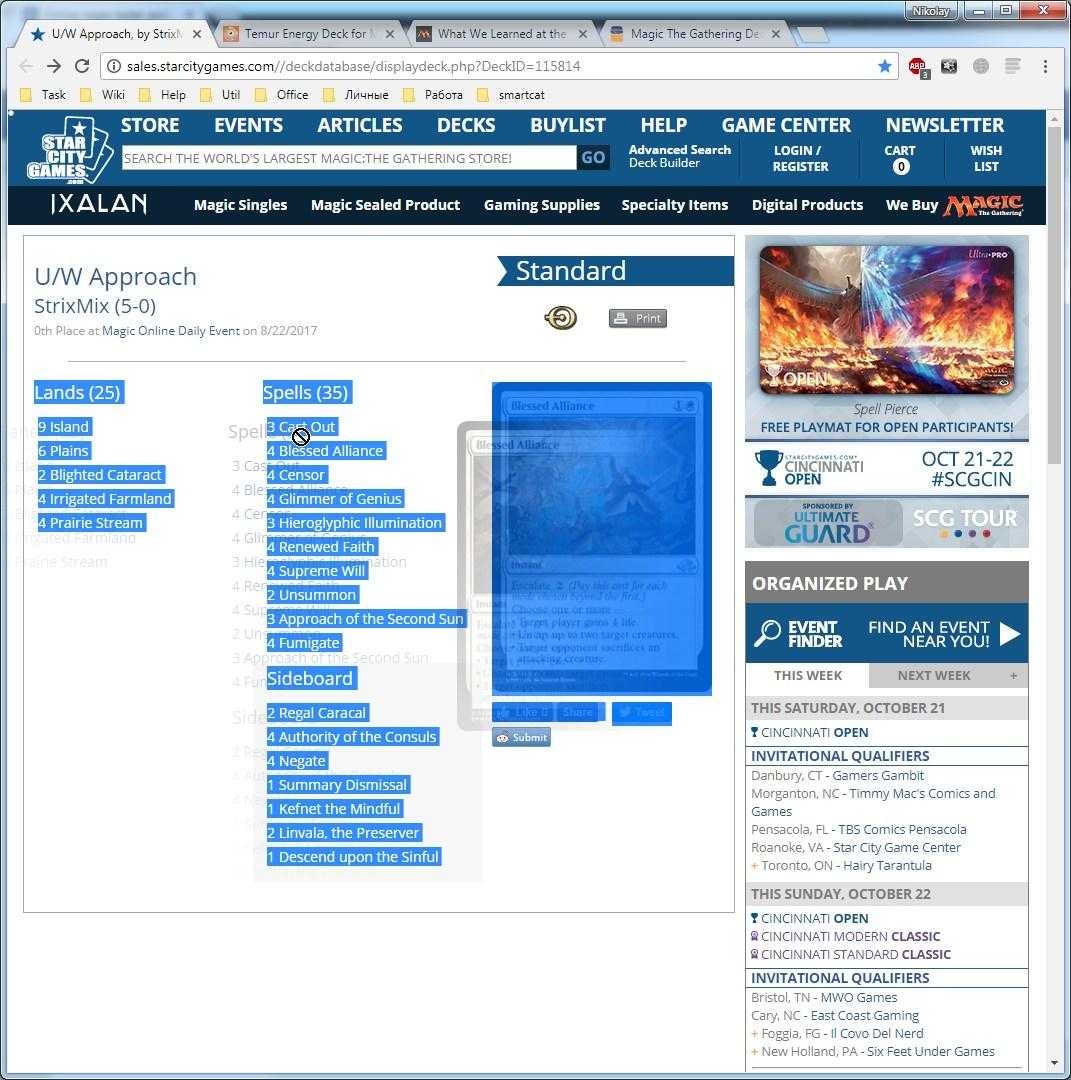 Nikolay
U/W Approach, by StrixM
Temur Energy Deck for M
What We Learned at the
Magic The Gathering De
sales.starcitygames.com//deckdatabase/displaydeck.php?DeckID=115814
ABP
3
Task
Wiki
Help
Util
Office
Личные
Работа
smartcat
STAR
CITY
GAMES
.com
STORE
EVENTS
ARTICLES
DECKS
BUYLIST
HELP
GAME CENTER
NEWSLETTER
SEARCH THE WORLD'S LARGEST MAGIC:THE GATHERING STORE!
GO
Advanced Search
Deck Builder
LOGIN /
REGISTER
CART
0
WISH
LIST
IXALAN
Magic Singles
Magic Sealed Product
Gaming Supplies
Specialty Items
Digital Products
We Buy
MAGIC
The Gathering
U/W Approach
StrixMix (5-0)
0th Place at Magic Online Daily Event on 8/22/2017
Standard
Print
Lands (25)
9 Island
6 Plains
2 Blighted Cataract
4 Irrigated Farmland
4 Prairie Stream
Spells (35)
3 Cast Out
4 Blessed Alliance
4 Censor
4 Glimmer of Genius
3 Hieroglyphic Illumination
4 Renewed Faith
4 Supreme Will
2 Unsummon
3 Approach of the Second Sun
4 Fumigate
Sideboard
2 Regal Caracal
4 Authority of the Consuls
4 Negate
1 Summary Dismissal
1 Kefnet the Mindful
2 Linvala, the Preserver
1 Descend upon the Sinful
Blessed Alliance
Instant
Escalate 2 (Pay this cost for each
mode chosen beyond the first.)
Choose one or more —
• Target player gains 4 life.
• Untap up to two target creatures.
• Target opponent sacrifices an
attacking creature.
Like 0
Share
Tweet
Submit
Ultra•PRO
OPEN
MAGIC
Spell Pierce
FREE PLAYMAT FOR OPEN PARTICIPANTS!
STARCITYGAMES.COM
CINCINNATI
OPEN
OCT 21-22
#SCGCIN
SPONSORED BY
ULTIMATE
GUARD
SCG TOUR
ORGANIZED PLAY
EVENT
FINDER
FIND AN EVENT
NEAR YOU!
THIS WEEK
NEXT WEEK
+
THIS SATURDAY, OCTOBER 21
CINCINNATI OPEN
INVITATIONAL QUALIFIERS
Danbury, CT - Gamers Gambit
Morganton, NC - Timmy Mac's Comics and
Games
Pensacola, FL - TBS Comics Pensacola
Roanoke, VA - Star City Game Center
+ Toronto, ON - Hairy Tarantula
THIS SUNDAY, OCTOBER 22
CINCINNATI OPEN
CINCINNATI MODERN CLASSIC
CINCINNATI STANDARD CLASSIC
INVITATIONAL QUALIFIERS
Bristol, TN - MWO Games
Cary, NC - East Coast Gaming
+ Foggia, FG - Il Covo Del Nerd
+ New Holland, PA - Six Feet Under Games